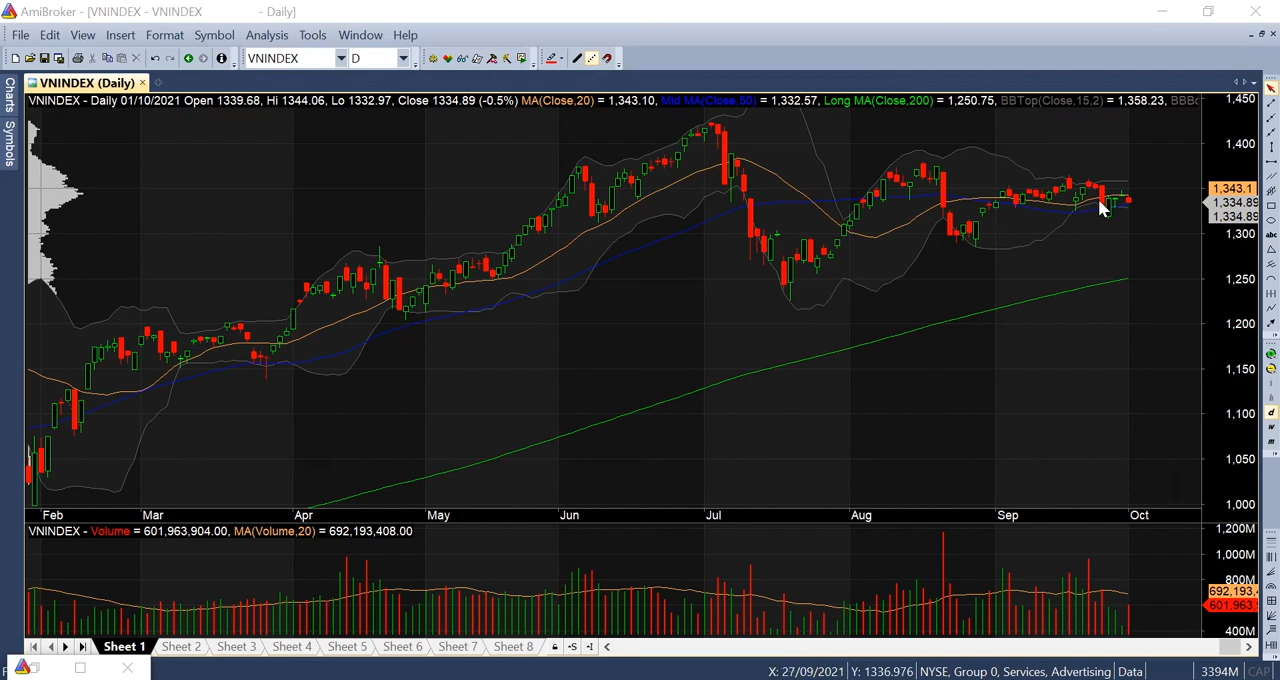 AmiBroker - [VNINDEX - VNINDEX - Daily]
File Edit View Insert Format Symbol Analysis Tools Window Help
VNINDEX D
VNINDEX (Daily)
Charts
Symbols
VNINDEX - Daily 01/10/2021 Open 1339.68, Hi 1344.06, Lo 1332.97, Close 1334.89 (-0.5%) MA(Close,20) = 1,343.10, Mid MA(Close,50) = 1,332.57, Long MA(Close,200) = 1,250.75, BBTop(Close,15,2) = 1,358.23, BBBo
1,450
1,400
1,343.1
1,334.89
1,334.89
1,300
1,250
1,200
1,150
1,100
1,050
1,000
Feb Mar Apr May Jun Jul Aug Sep Oct
VNINDEX - Volume = 601,963,904.00, MA(Volume,20) = 692,193,408.00
1,200M
1,000M
800M
692,193,
601,963,
400M
abc
d
w
m
Sheet 1 Sheet 2 Sheet 3 Sheet 4 Sheet 5 Sheet 6 Sheet 7 Sheet 8 -S -I
X: 27/09/2021 Y: 1336.976 NYSE, Group 0, Services, Advertising Data 3394M CAP